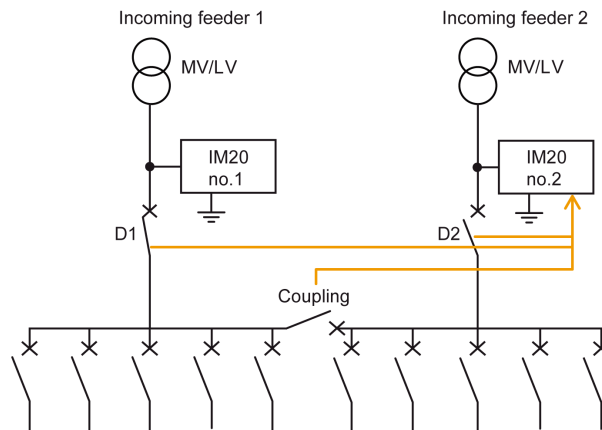 Incoming feeder 1
Incoming feeder 2
MV/LV
MV/LV
IM20
no.1
IM20
no.2
D1
D2
Coupling